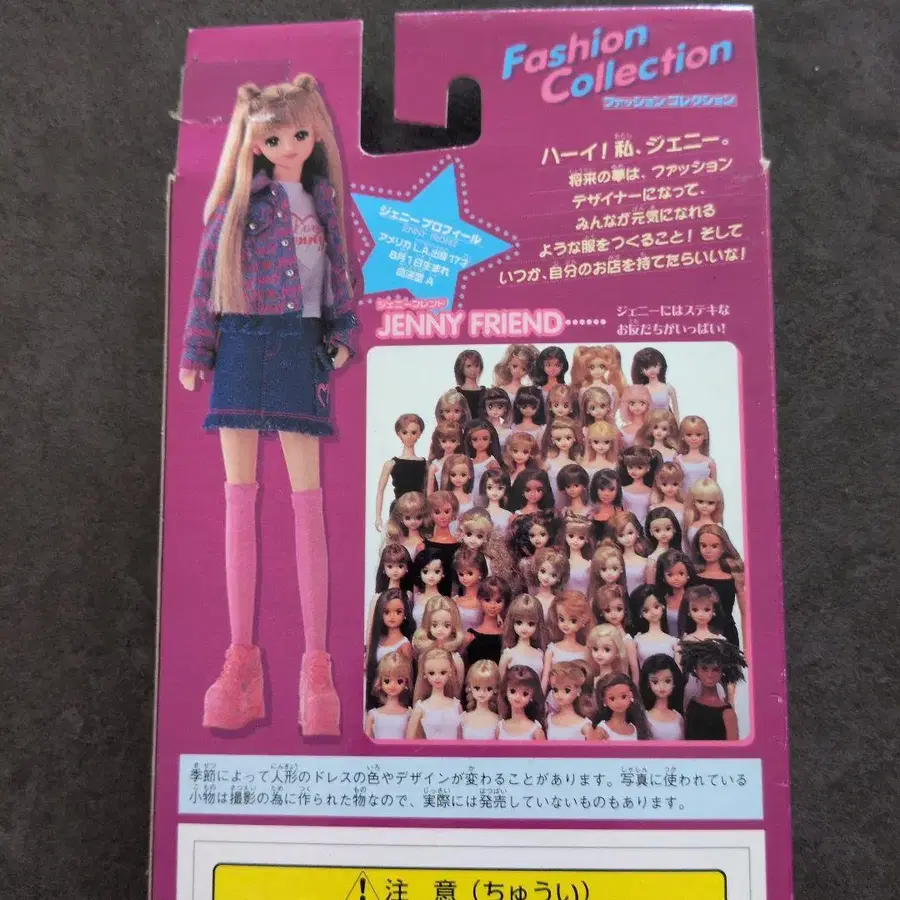 Fashion
Collection
ファッション コレクション
ハーイ！私、ジェニー。
将来の夢は、ファッション
デザイナーになって、
みんなが元気になれる
ような服をつくること！そして
いつか、自分のお店を持てたらいいな！
ジェニー プロフィール
JENNY PROFILE
アメリカ L.A.出身 17才
8月1日生まれ
血液型 A
ジェニーフレンド
JENNY FRIEND……
ジェニーにはステキな
お友だちがいっぱい！
季節によって人形のドレスの色やデザインが変わることがあります。写真に使われている
小物は撮影の為に作られた物なので、実際には発売していないものもあります。
注 意（ちゅうい）